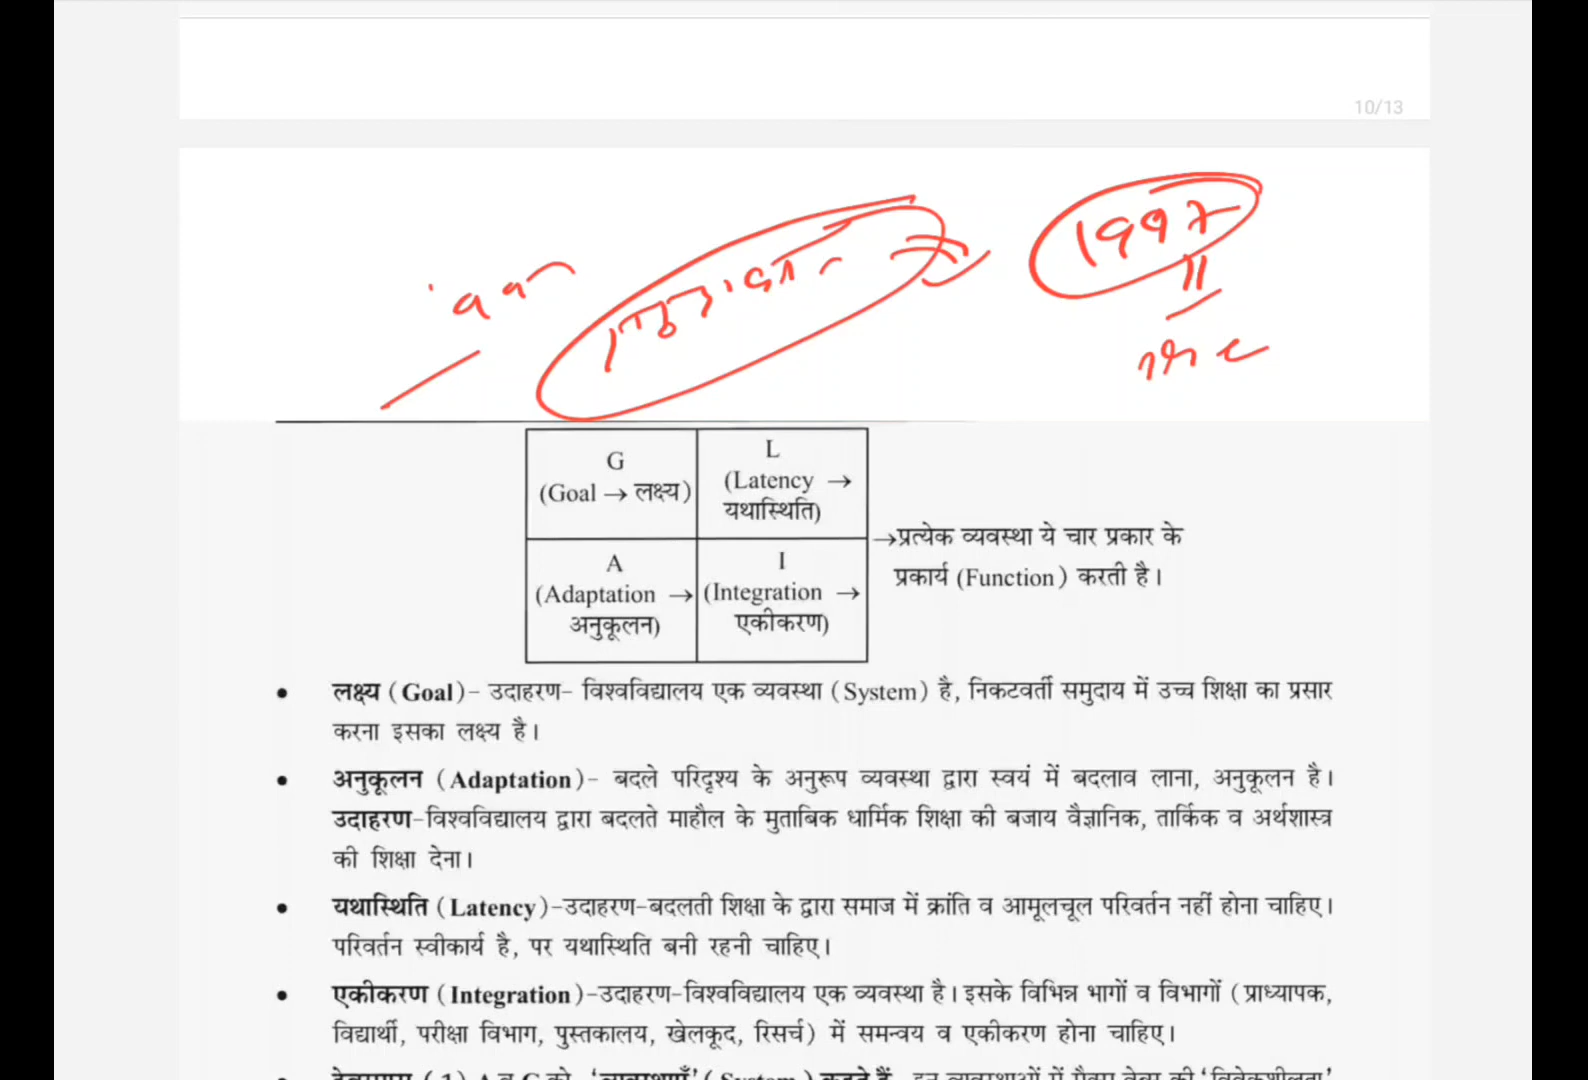 10/13
G
(Goal → लक्ष्य)
L
(Latency →
यथास्थिति)
A
(Adaptation →
अनुकूलन)
I
(Integration →
एकीकरण)
→प्रत्येक व्यवस्था ये चार प्रकार के
प्रकार्य (Function) करती है।
• लक्ष्य (Goal)- उदाहरण- विश्वविद्यालय एक व्यवस्था (System) है, निकटवर्ती समुदाय में उच्च शिक्षा का प्रसार
करना इसका लक्ष्य है।
• अनुकूलन (Adaptation)- बदले परिदृश्य के अनुरूप व्यवस्था द्वारा स्वयं में बदलाव लाना, अनुकूलन है।
उदाहरण-विश्वविद्यालय द्वारा बदलते माहौल के मुताबिक धार्मिक शिक्षा की बजाय वैज्ञानिक, तार्किक व अर्थशास्त्र
की शिक्षा देना।
• यथास्थिति (Latency)-उदाहरण-बदलती शिक्षा के द्वारा समाज में क्रांति व आमूलचूल परिवर्तन नहीं होना चाहिए।
परिवर्तन स्वीकार्य है, पर यथास्थिति बनी रहनी चाहिए।
• एकीकरण (Integration)-उदाहरण-विश्वविद्यालय एक व्यवस्था है। इसके विभिन्न भागों व विभागों (प्राध्यापक,
विद्यार्थी, परीक्षा विभाग, पुस्तकालय, खेलकूद, रिसर्च) में समन्वय व एकीकरण होना चाहिए।